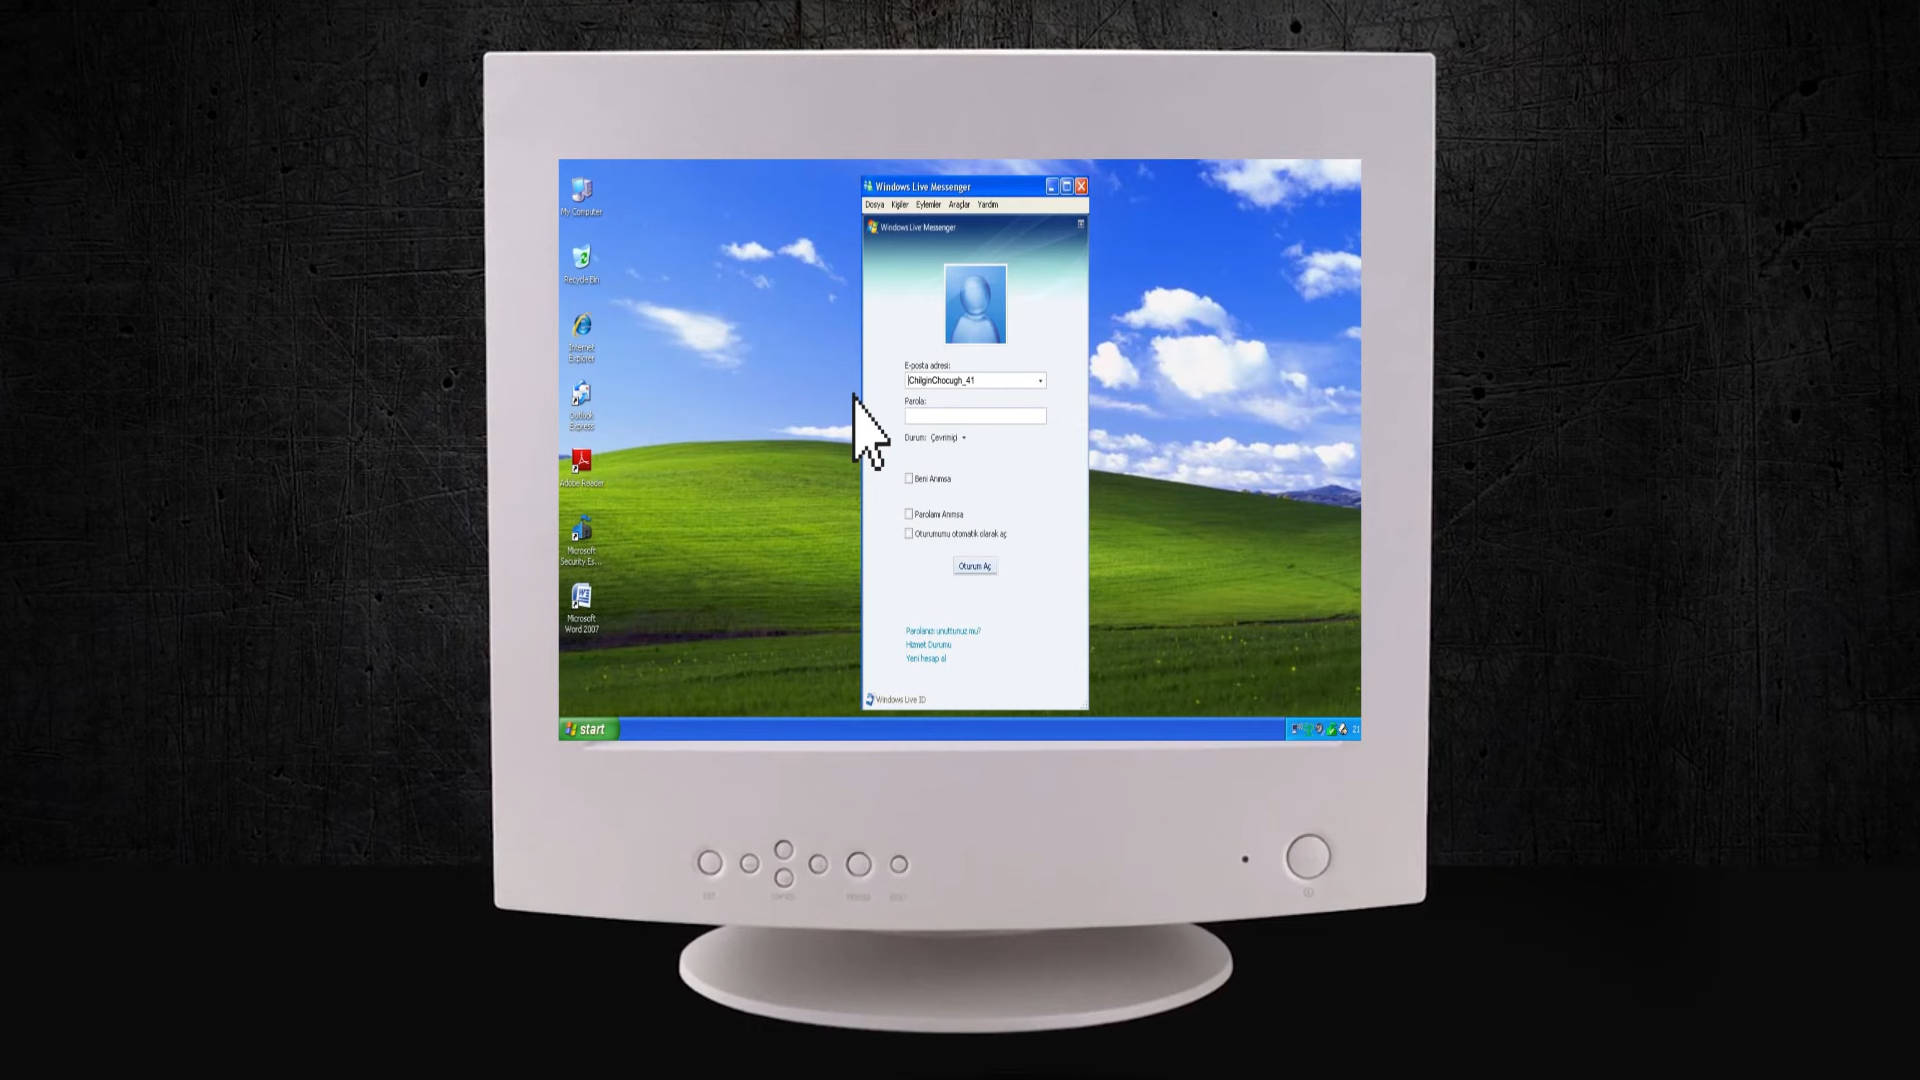 My Computer
Recycle Bin
Internet
Explorer
Outlook
Express
Adobe Reader
Microsoft
Security Es...
Microsoft
Word 2007
Windows Live Messenger
Dosya Kişiler Eylemler Araçlar Yardım
Windows Live Messenger
E-posta adresi:
ChilginChocugh_41
Parola:
Durum: Çevrimiçi
Beni Anımsa
Parolamı Anımsa
Oturumumu otomatik olarak aç
Oturum Aç
Parolanızı unuttunuz mu?
Hizmet Durumu
Yeni hesap al
Windows Live ID
start
21
EXIT